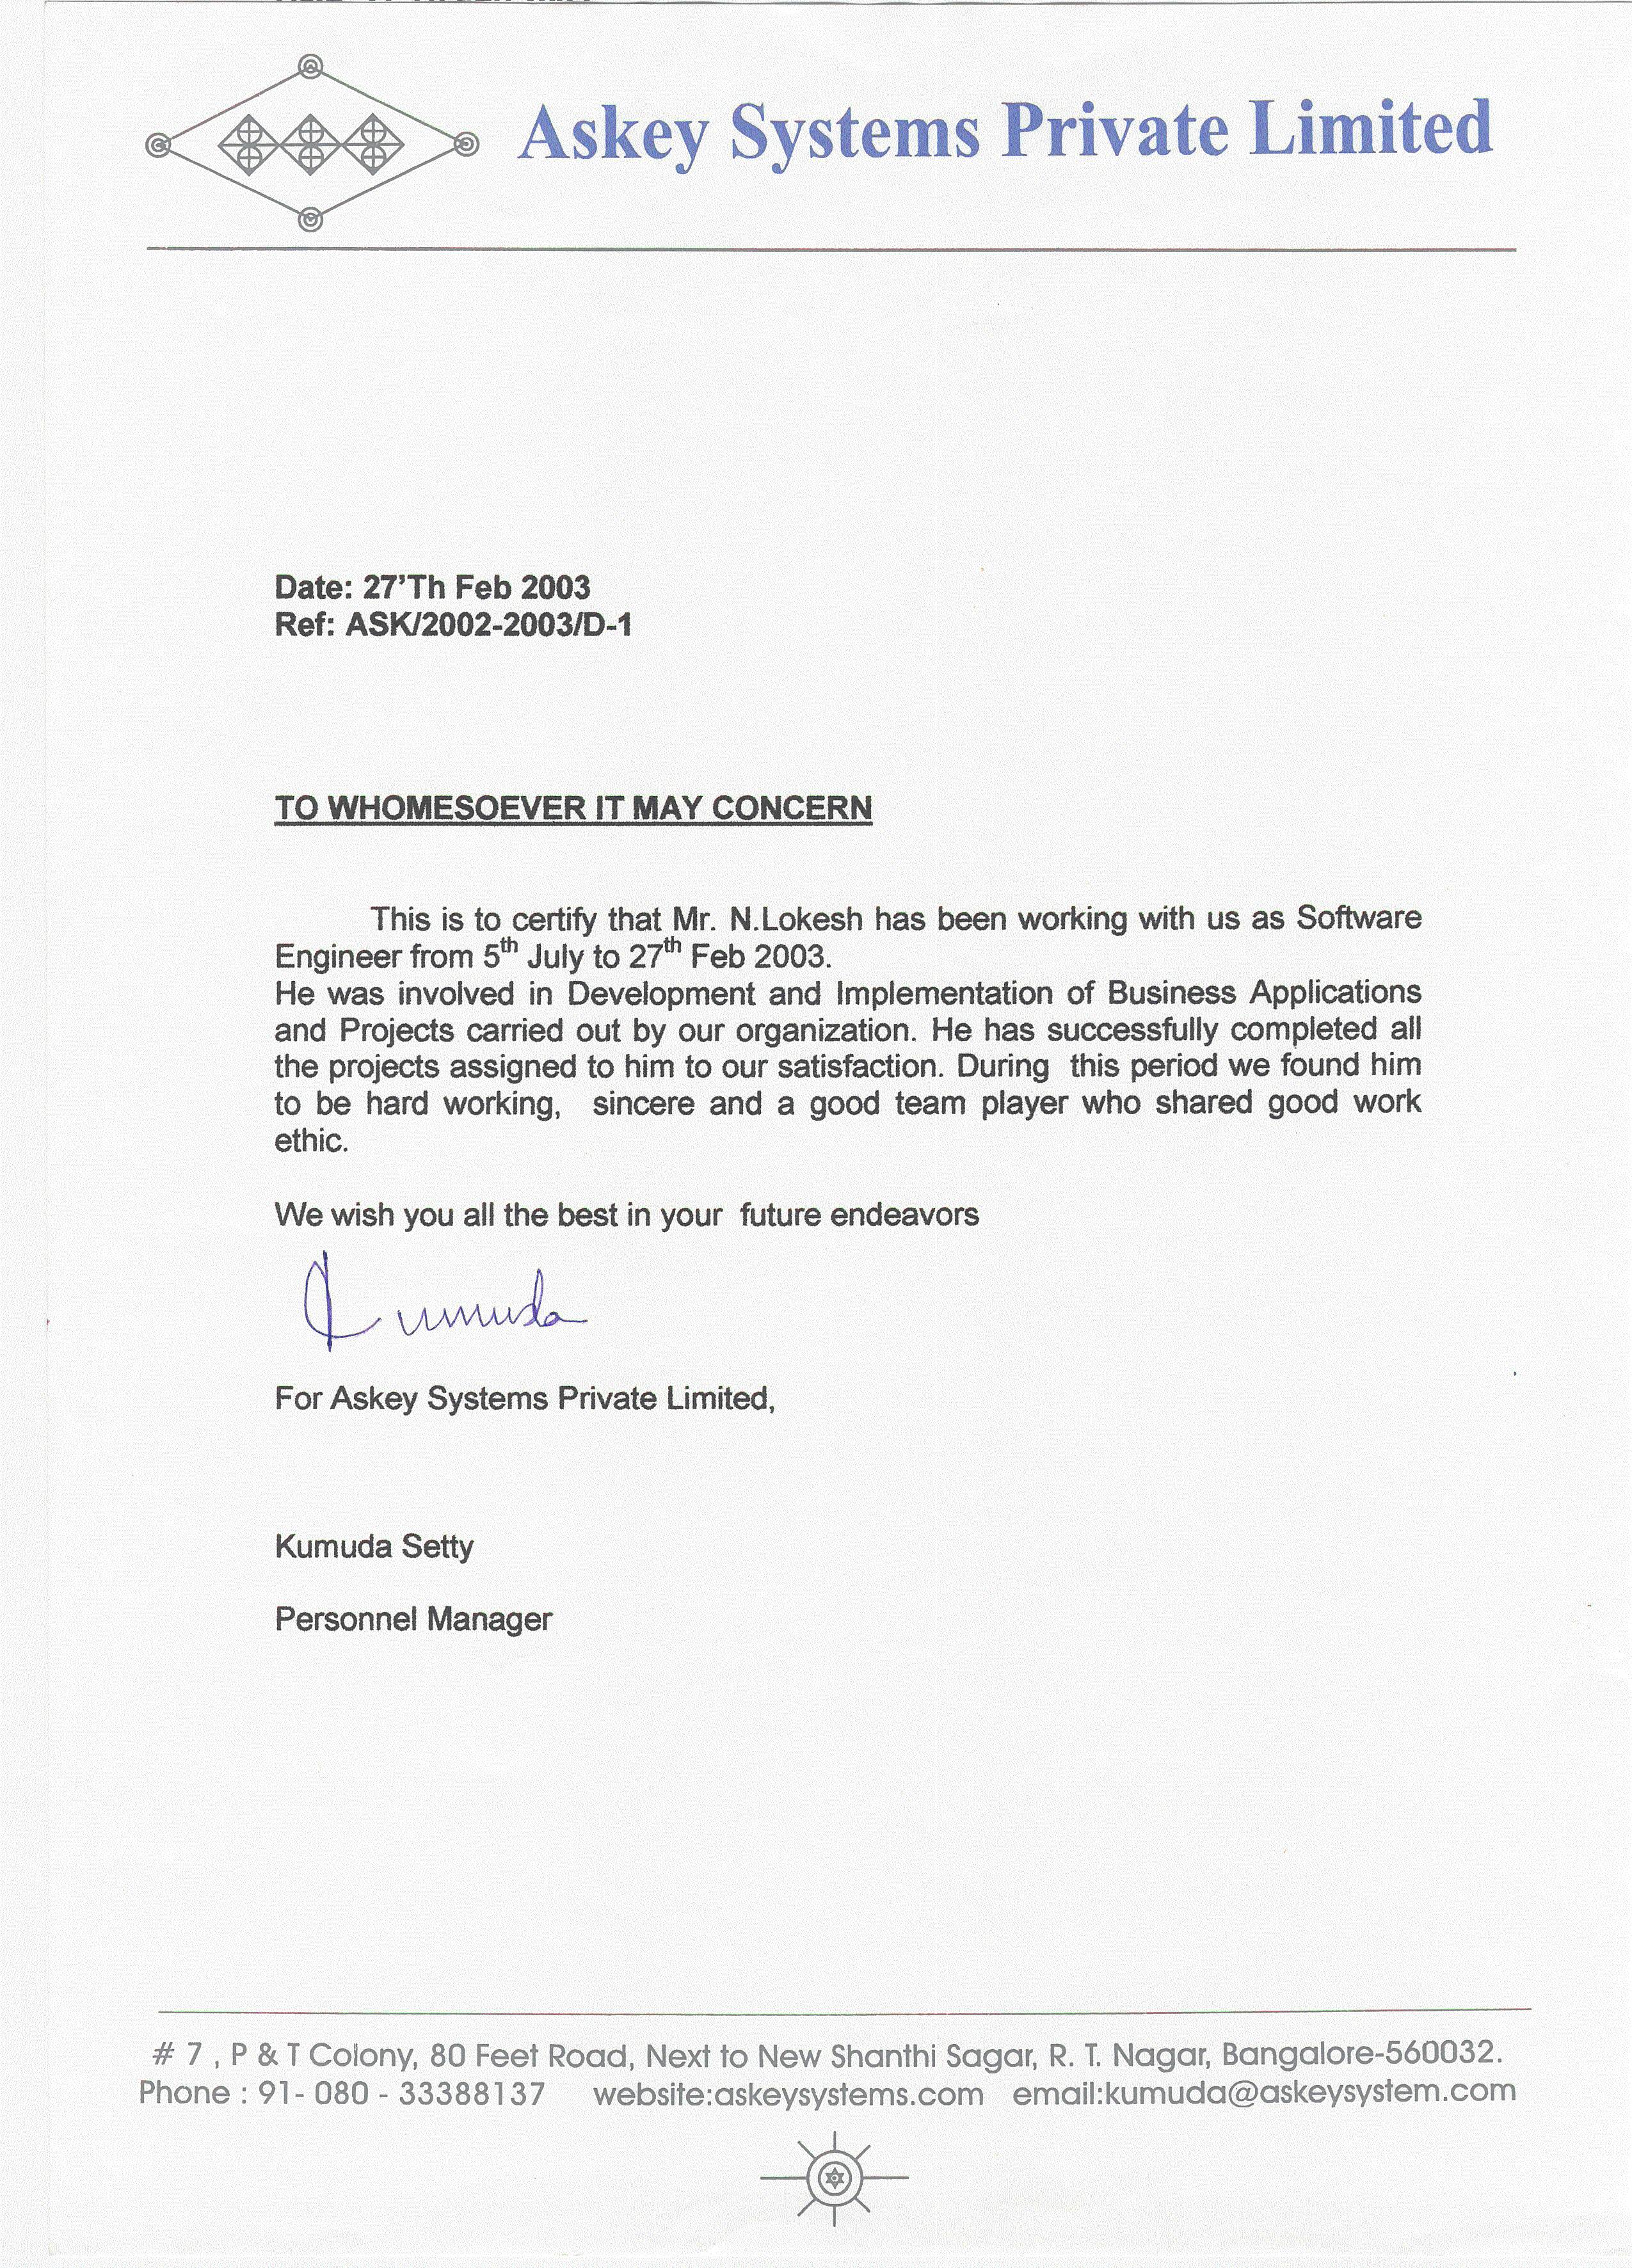 Askey Systems Private Limited
Date: 27'Th Feb 2003
Ref: ASK/2002-2003/D-1
TO WHOMESOEVER IT MAY CONCERN
This is to certify that Mr. N.Lokesh has been working with us as Software
Engineer from 5th July to 27th Feb 2003.
He was involved in Development and Implementation of Business Applications
and Projects carried out by our organization. He has successfully completed all
the projects assigned to him to our satisfaction. During this period we found him
to be hard working, sincere and a good team player who shared good work
ethic.
We wish you all the best in your future endeavors
Kumuda
For Askey Systems Private Limited,
Kumuda Setty
Personnel Manager
# 7 , P & T Colony, 80 Feet Road, Next to New Shanthi Sagar, R. T. Nagar, Bangalore-560032.
Phone : 91- 080 - 33388137 website:askeysystems.com email:kumuda@askeysystem.com